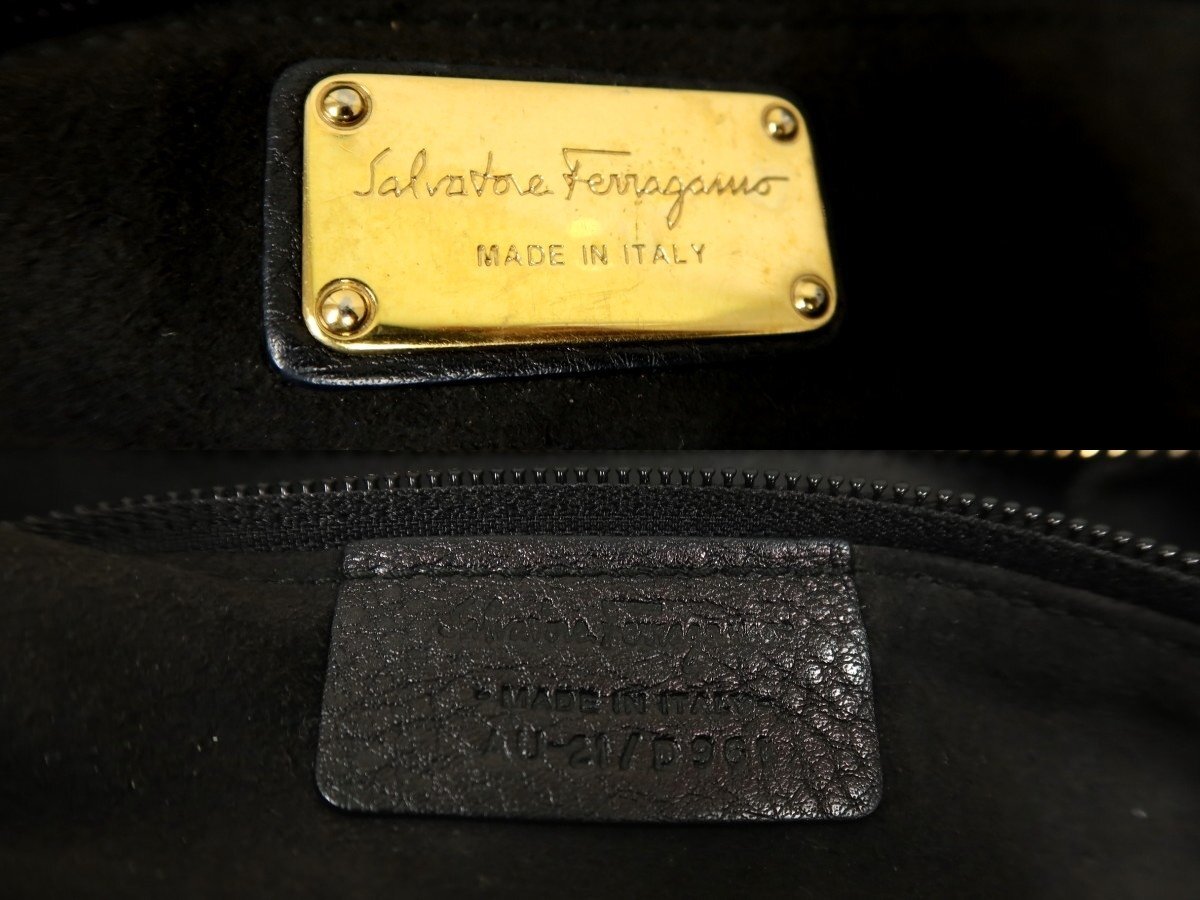 Salvatore Ferragamo
MADE IN ITALY
Salvatore Ferragamo
• MADE IN ITALY •
AU-21/D961